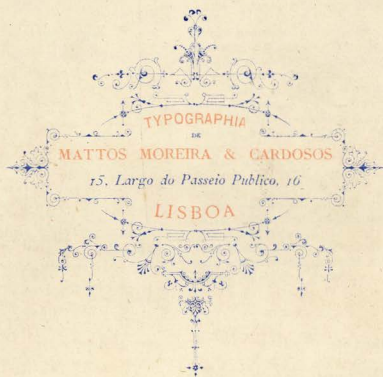 TYPOGRAPHIA
DE
MATTOS MOREIRA & CARDOSOS
15, Largo do Passeio Publico, 16
LISBOA